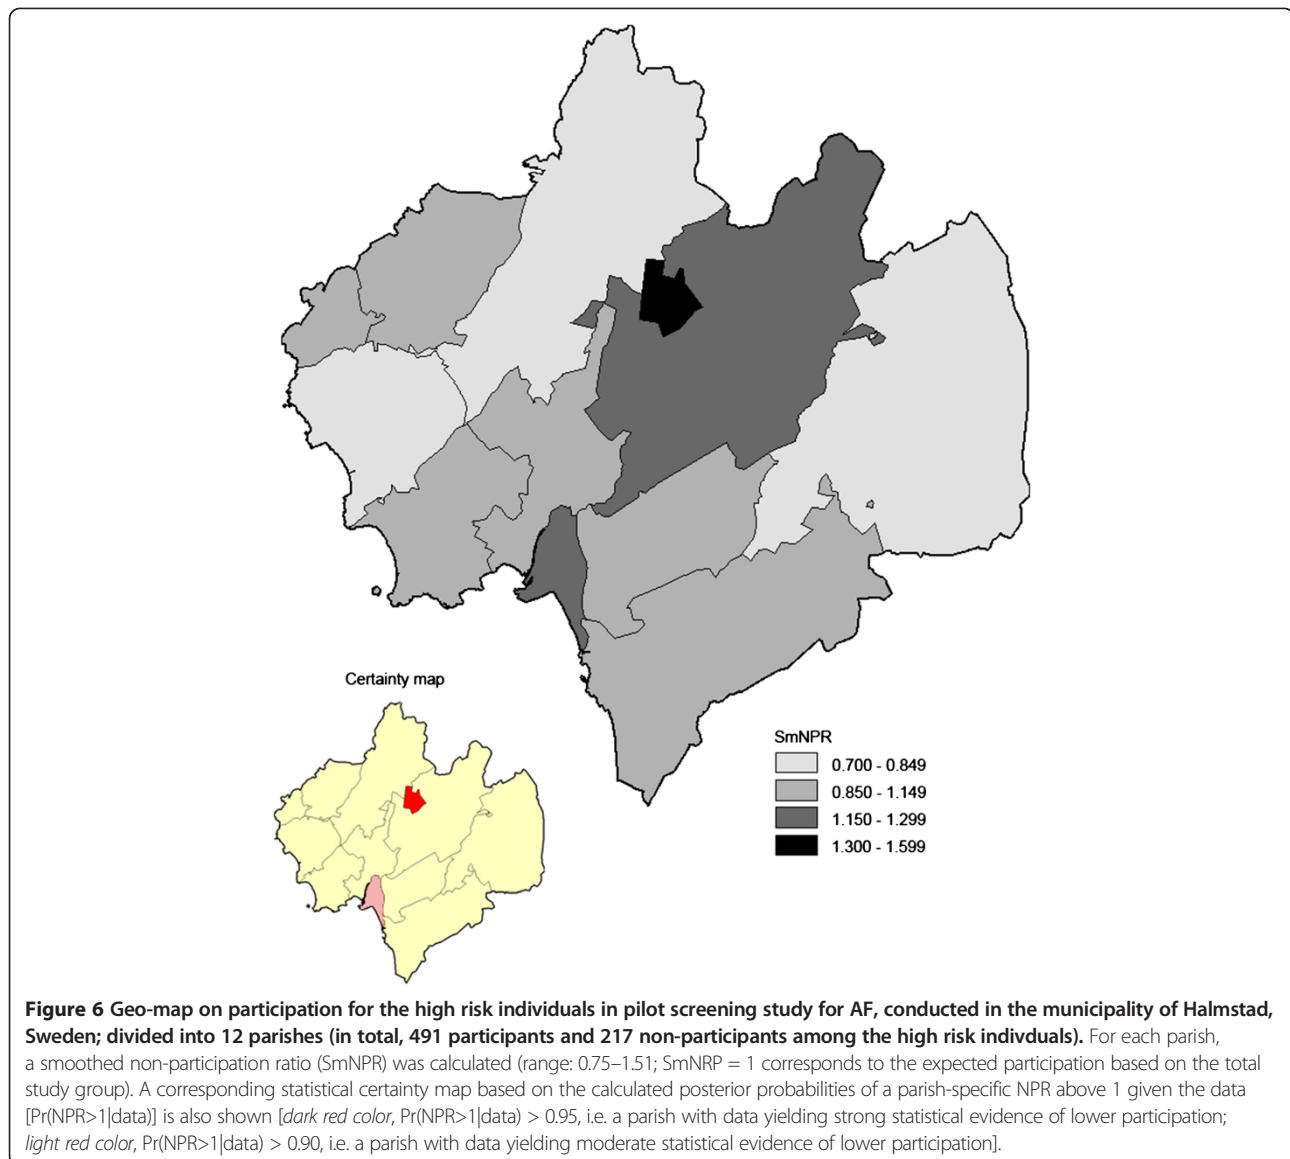 Certainty map
SmNPR
0.700 - 0.849
0.850 - 1.149
1.150 - 1.299
1.300 - 1.599
Figure 6 Geo-map on participation for the high risk individuals in pilot screening study for AF, conducted in the municipality of Halmstad,
Sweden; divided into 12 parishes (in total, 491 participants and 217 non-participants among the high risk indivduals). For each parish,
a smoothed non-participation ratio (SmNPR) was calculated (range: 0.75–1.51; SmNRP = 1 corresponds to the expected participation based on the total
study group). A corresponding statistical certainty map based on the calculated posterior probabilities of a parish-specific NPR above 1 given the data
[Pr(NPR>1|data)] is also shown [dark red color, Pr(NPR>1|data) > 0.95, i.e. a parish with data yielding strong statistical evidence of lower participation;
light red color, Pr(NPR>1|data) > 0.90, i.e. a parish with data yielding moderate statistical evidence of lower participation].